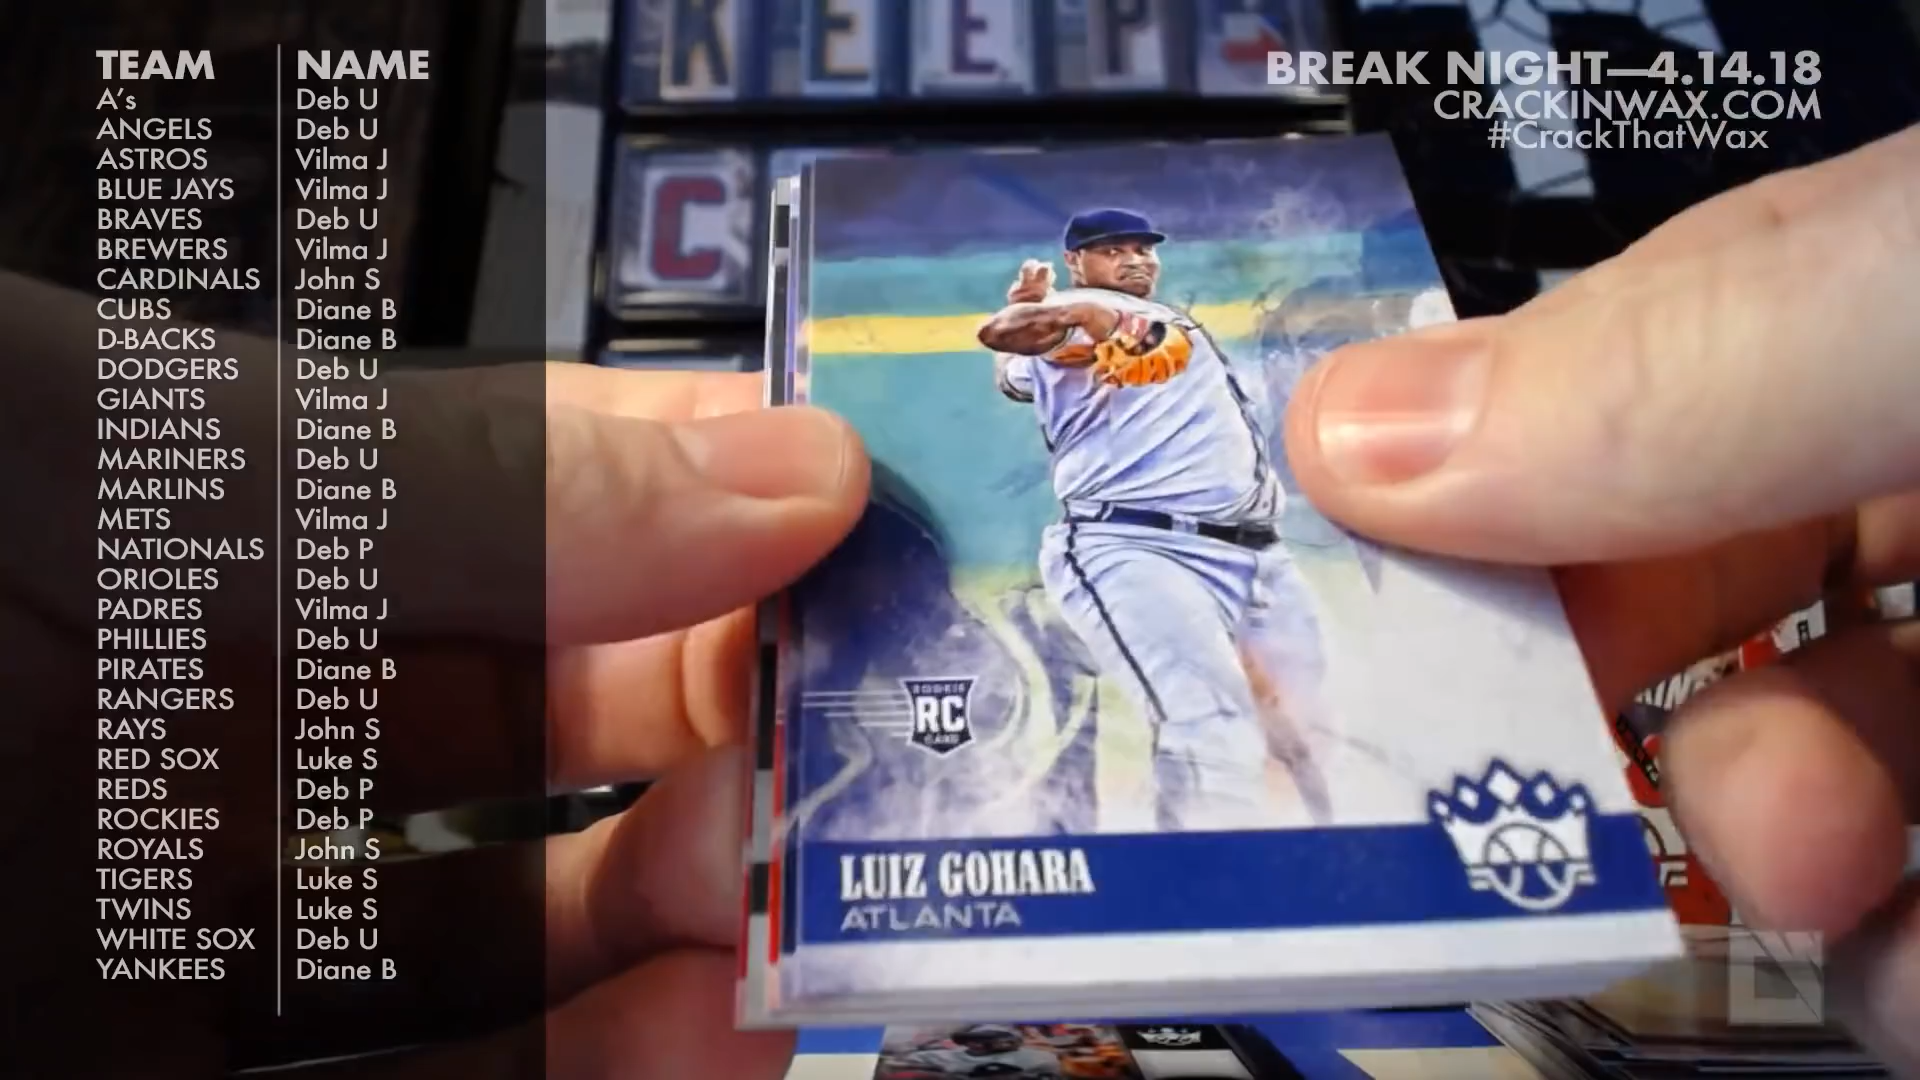 TEAM NAME
A's Deb U
ANGELS Deb U
ASTROS Vilma J
BLUE JAYS Vilma J
BRAVES Deb U
BREWERS Vilma J
CARDINALS John S
CUBS Diane B
D-BACKS Diane B
DODGERS Deb U
GIANTS Vilma J
INDIANS Diane B
MARINERS Deb U
MARLINS Diane B
METS Vilma J
NATIONALS Deb P
ORIOLES Deb U
PADRES Vilma J
PHILLIES Deb U
PIRATES Diane B
RANGERS Deb U
RAYS John S
RED SOX Luke S
REDS Deb P
ROCKIES Deb P
ROYALS John S
TIGERS Luke S
TWINS Luke S
WHITE SOX Deb U
YANKEES Diane B
BREAK NIGHT—4.14.18
CRACKINWAX.COM
#CrackThatWax
KEEP
C
ROOKIE
RC
CARD
LUIZ GOHARA
ATLANTA